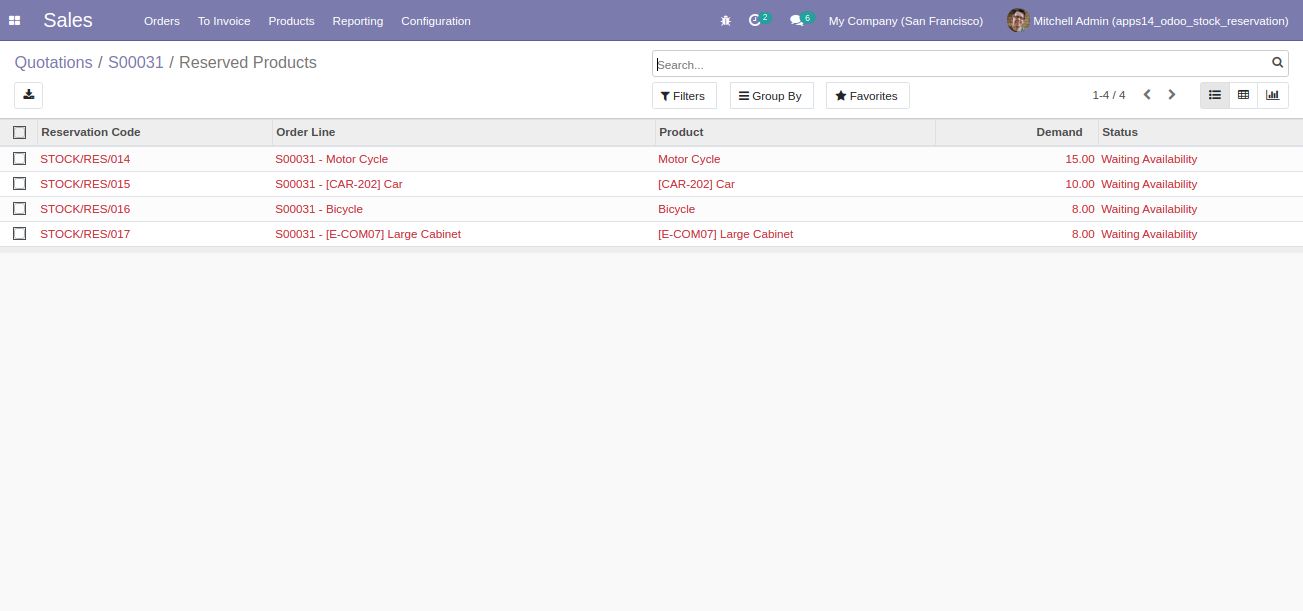 Sales Orders To Invoice Products Reporting Configuration 2 6 My Company (San Francisco) Mitchell Admin (apps14_odoo_stock_reservation)
Quotations / S00031 / Reserved Products Search...
Filters Group By Favorites 1-4 / 4
Reservation Code Order Line Product Demand Status
STOCK/RES/014 S00031 - Motor Cycle Motor Cycle 15.00 Waiting Availability
STOCK/RES/015 S00031 - [CAR-202] Car [CAR-202] Car 10.00 Waiting Availability
STOCK/RES/016 S00031 - Bicycle Bicycle 8.00 Waiting Availability
STOCK/RES/017 S00031 - [E-COM07] Large Cabinet [E-COM07] Large Cabinet 8.00 Waiting Availability